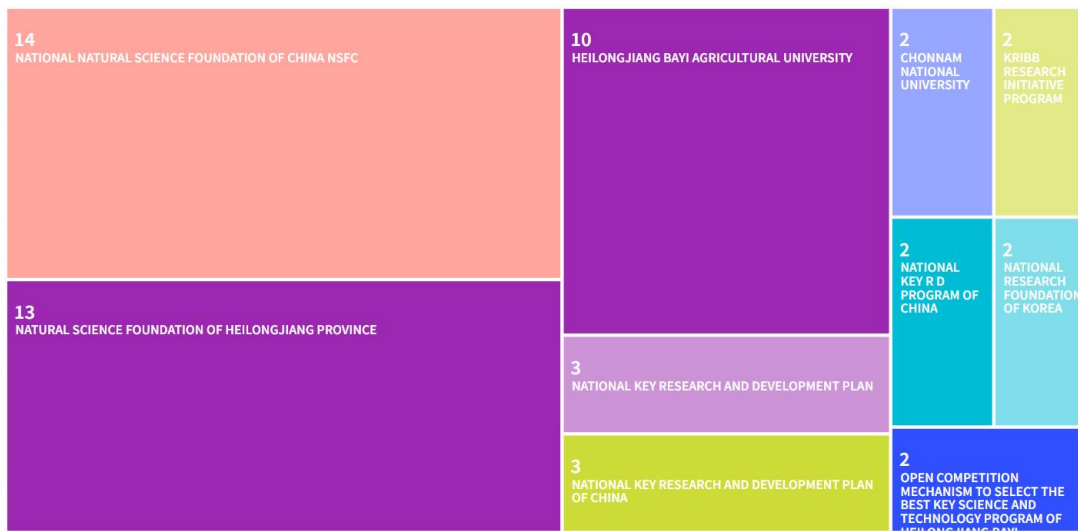 14
NATIONAL NATURAL SCIENCE FOUNDATION OF CHINA NSFC
13
NATURAL SCIENCE FOUNDATION OF HEILONGJIANG PROVINCE
10
HEILONGJIANG BAYI AGRICULTURAL UNIVERSITY
3
NATIONAL KEY RESEARCH AND DEVELOPMENT PLAN
3
NATIONAL KEY RESEARCH AND DEVELOPMENT PLAN
OF CHINA
2
CHONNAM
NATIONAL
UNIVERSITY
2
KRIBB
RESEARCH
INITIATIVE
PROGRAM
2
NATIONAL
KEY R D
PROGRAM OF
CHINA
2
NATIONAL
RESEARCH
FOUNDATION
OF KOREA
2
OPEN COMPETITION
MECHANISM TO SELECT THE
BEST KEY SCIENCE AND
TECHNOLOGY PROGRAM OF
HEILONG JIANG BAYI